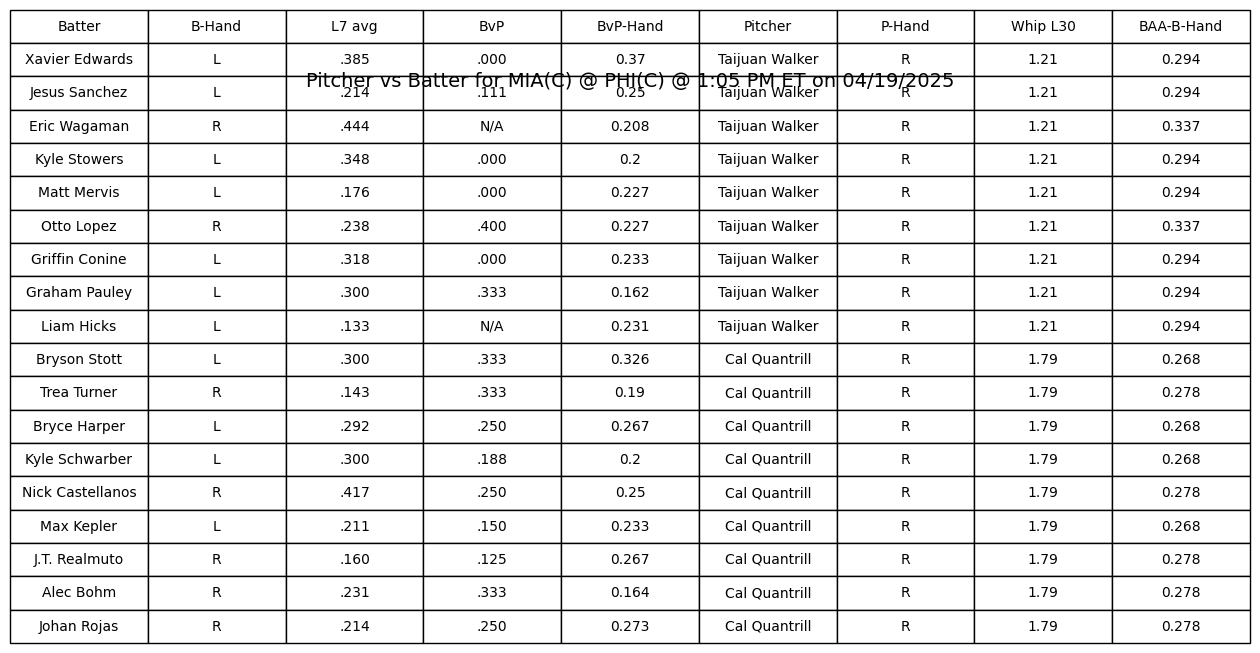 Batter B-Hand L7 avg BvP BvP-Hand Pitcher P-Hand Whip L30 BAA-B-Hand
Xavier Edwards L .385 .000 0.37 Taijuan Walker R 1.21 0.294
Pitcher vs Batter for MIA(C) @ PHI(C) @ 1:05 PM ET on 04/19/2025
Jesus Sanchez L .214 .111 0.25 Taijuan Walker R 1.21 0.294
Eric Wagaman R .444 N/A 0.208 Taijuan Walker R 1.21 0.337
Kyle Stowers L .348 .000 0.2 Taijuan Walker R 1.21 0.294
Matt Mervis L .176 .000 0.227 Taijuan Walker R 1.21 0.294
Otto Lopez R .238 .400 0.227 Taijuan Walker R 1.21 0.337
Griffin Conine L .318 .000 0.233 Taijuan Walker R 1.21 0.294
Graham Pauley L .300 .333 0.162 Taijuan Walker R 1.21 0.294
Liam Hicks L .133 N/A 0.231 Taijuan Walker R 1.21 0.294
Bryson Stott L .300 .333 0.326 Cal Quantrill R 1.79 0.268
Trea Turner R .143 .333 0.19 Cal Quantrill R 1.79 0.278
Bryce Harper L .292 .250 0.267 Cal Quantrill R 1.79 0.268
Kyle Schwarber L .300 .188 0.2 Cal Quantrill R 1.79 0.268
Nick Castellanos R .417 .250 0.25 Cal Quantrill R 1.79 0.278
Max Kepler L .211 .150 0.233 Cal Quantrill R 1.79 0.268
J.T. Realmuto R .160 .125 0.267 Cal Quantrill R 1.79 0.278
Alec Bohm R .231 .333 0.164 Cal Quantrill R 1.79 0.278
Johan Rojas R .214 .250 0.273 Cal Quantrill R 1.79 0.278